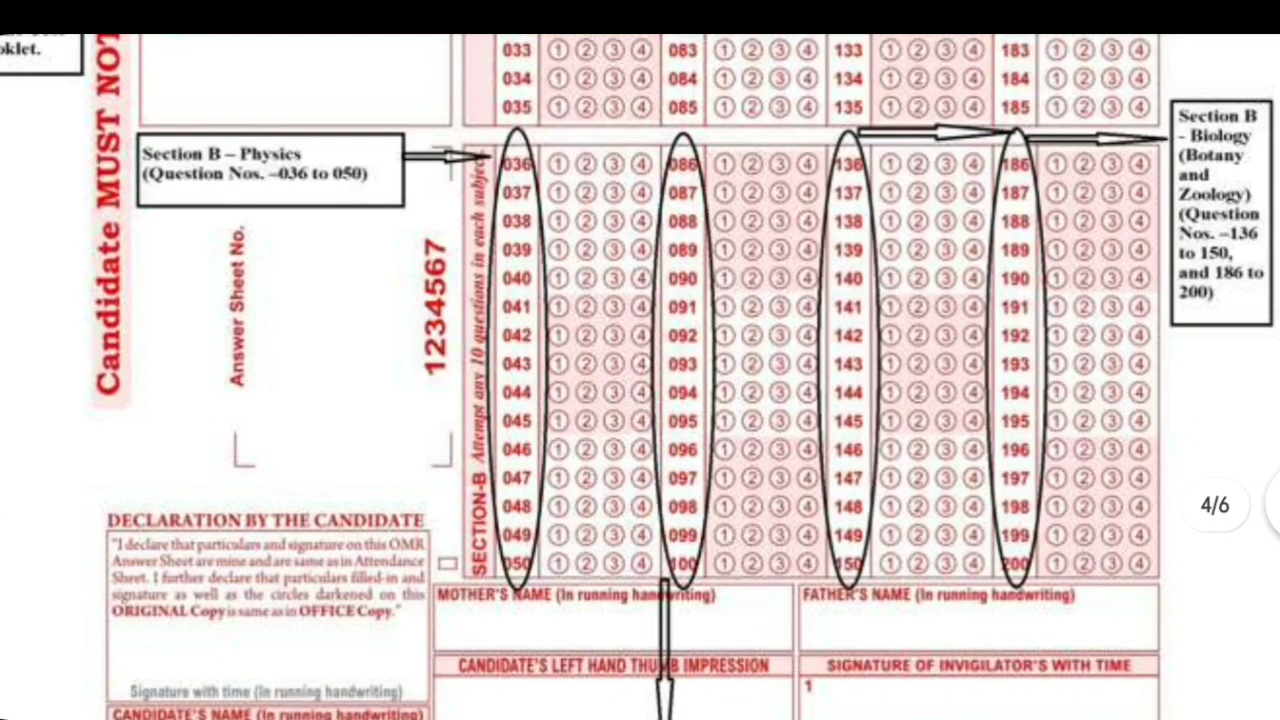 oklet.
Candidate MUST NOT
033 1 2 3 4 083 1 2 3 4 133 1 2 3 4 183 1 2 3 4
034 1 2 3 4 084 1 2 3 4 134 1 2 3 4 184 1 2 3 4
035 1 2 3 4 085 1 2 3 4 135 1 2 3 4 185 1 2 3 4
Section B – Physics
(Question Nos. –036 to 050)
Section B
- Biology
(Botany
and
Zoology)
(Question
Nos. –136
to 150,
and 186 to
200)
Answer Sheet No.
1234567
SECTION-B Attempt any 10 questions in each subject.
036 1 2 3 4 086 1 2 3 4 136 1 2 3 4 186 1 2 3 4
037 1 2 3 4 087 1 2 3 4 137 1 2 3 4 187 1 2 3 4
038 1 2 3 4 088 1 2 3 4 138 1 2 3 4 188 1 2 3 4
039 1 2 3 4 089 1 2 3 4 139 1 2 3 4 189 1 2 3 4
040 1 2 3 4 090 1 2 3 4 140 1 2 3 4 190 1 2 3 4
041 1 2 3 4 091 1 2 3 4 141 1 2 3 4 191 1 2 3 4
042 1 2 3 4 092 1 2 3 4 142 1 2 3 4 192 1 2 3 4
043 1 2 3 4 093 1 2 3 4 143 1 2 3 4 193 1 2 3 4
044 1 2 3 4 094 1 2 3 4 144 1 2 3 4 194 1 2 3 4
045 1 2 3 4 095 1 2 3 4 145 1 2 3 4 195 1 2 3 4
046 1 2 3 4 096 1 2 3 4 146 1 2 3 4 196 1 2 3 4
047 1 2 3 4 097 1 2 3 4 147 1 2 3 4 197 1 2 3 4
048 1 2 3 4 098 1 2 3 4 148 1 2 3 4 198 1 2 3 4
049 1 2 3 4 099 1 2 3 4 149 1 2 3 4 199 1 2 3 4
050 1 2 3 4 100 1 2 3 4 150 1 2 3 4 200 1 2 3 4
4/6
DECLARATION BY THE CANDIDATE
"I declare that particulars and signature on this OMR
Answer Sheet are mine and are same as in Attendance
Sheet. I further declare that particulars filled-in and
signature as well as the circles darkened on this
ORIGINAL Copy is same as in OFFICE Copy."
Signature with time (In running handwriting)
CANDIDATE'S NAME (In running handwriting)
MOTHER'S NAME (In running handwriting)
FATHER'S NAME (In running handwriting)
CANDIDATE'S LEFT HAND THUMB IMPRESSION
SIGNATURE OF INVIGILATOR'S WITH TIME
1